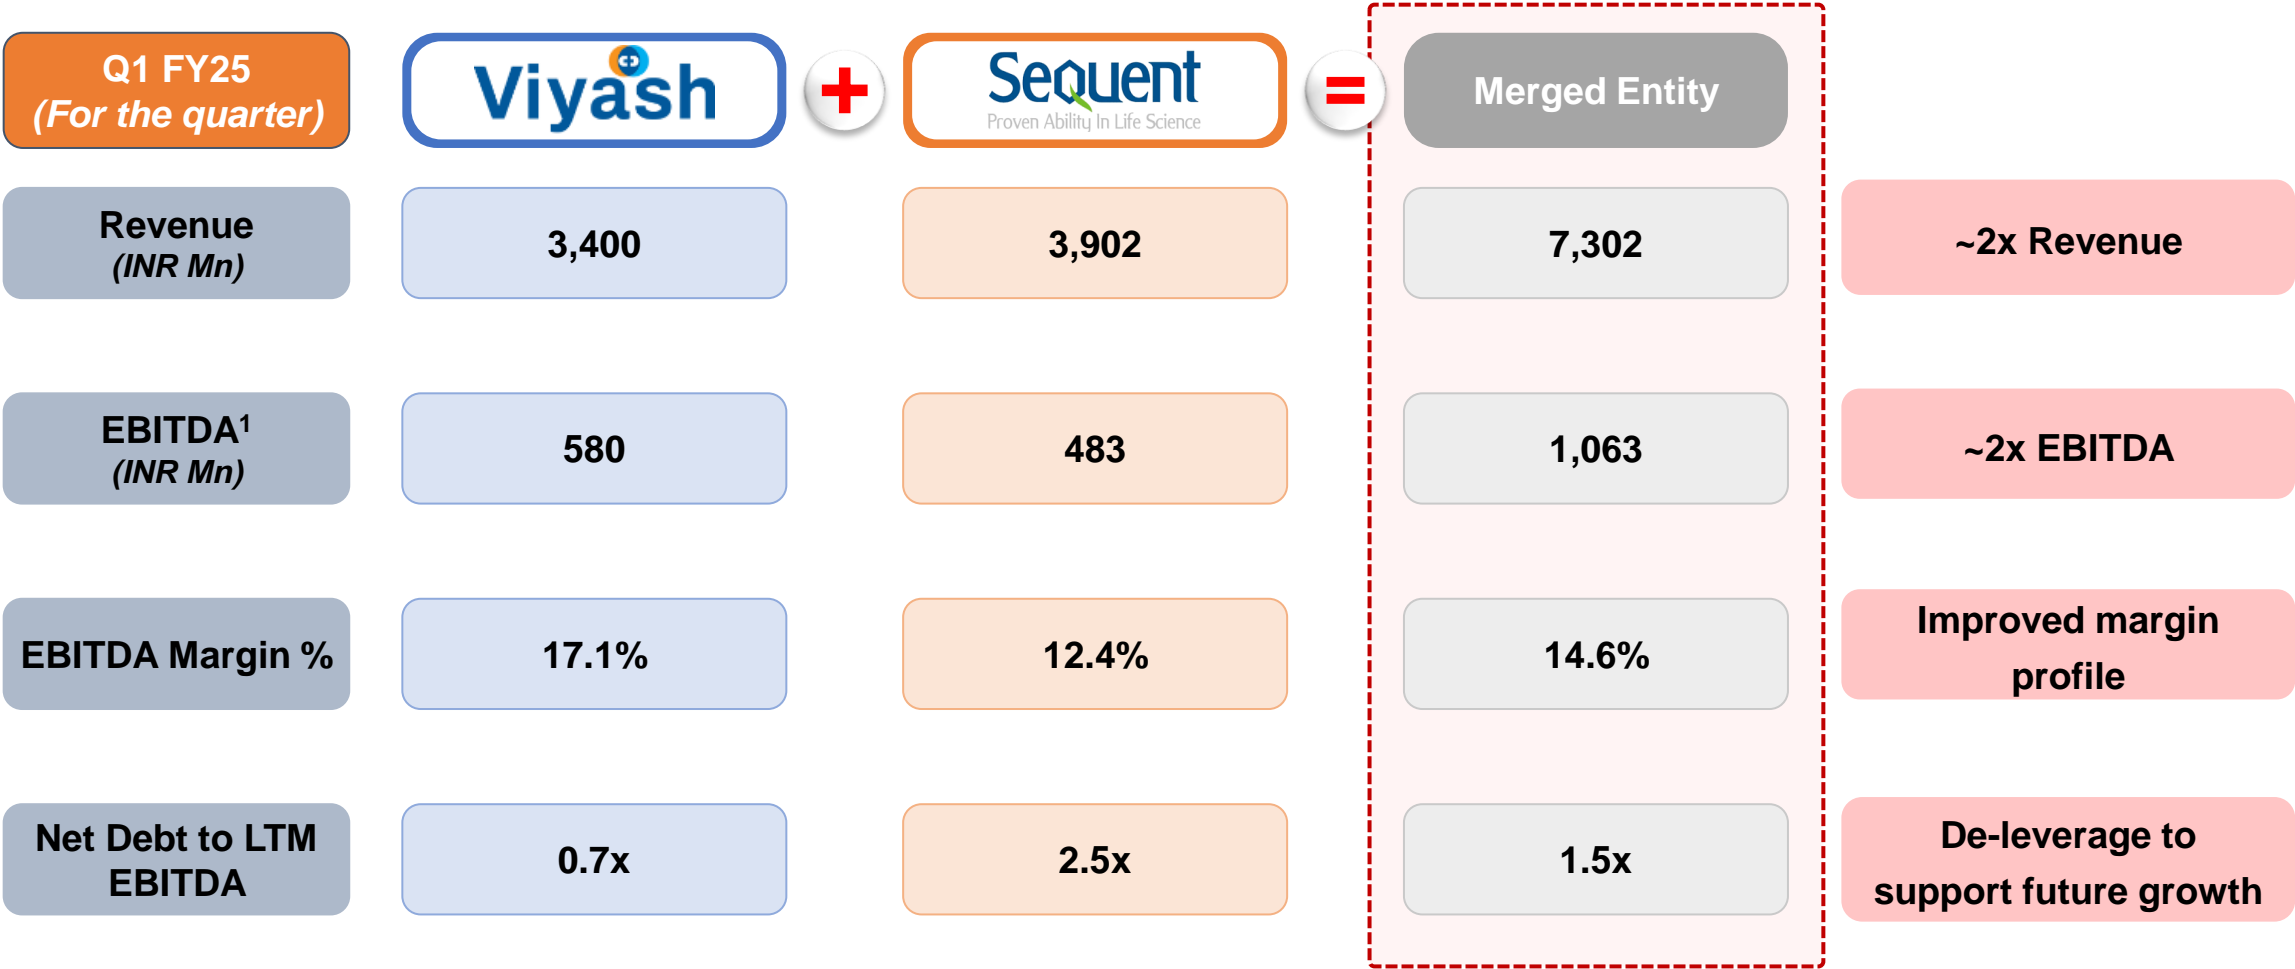 Q1 FY25
(For the quarter)
Viyash
+
Sequent
Proven Ability In Life Science
=
Merged Entity
Revenue
(INR Mn)
3,400
3,902
7,302
~2x Revenue
EBITDA¹
(INR Mn)
580
483
1,063
~2x EBITDA
EBITDA Margin %
17.1%
12.4%
14.6%
Improved margin
profile
Net Debt to LTM
EBITDA
0.7x
2.5x
1.5x
De-leverage to
support future growth